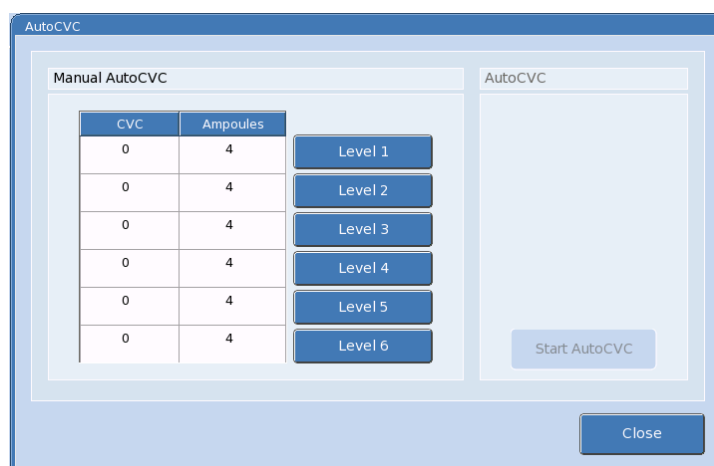 AutoCVC
Manual AutoCVC
AutoCVC
CVC Ampoules
0 4 Level 1
0 4 Level 2
0 4 Level 3
0 4 Level 4
0 4 Level 5
0 4 Level 6
Start AutoCVC
Close